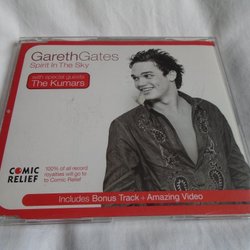 GarethGates
Spirit In The Sky
with special guests
The Kumars
COMIC
RELIEF
100% of all record
royalties will go to
to Comic Relief
Includes Bonus Track + Amazing Video